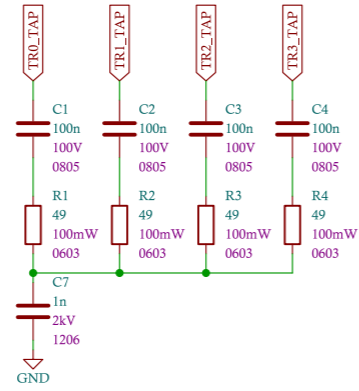 TR0_TAP
TR1_TAP
TR2_TAP
TR3_TAP
C1
100n
100V
0805
C2
100n
100V
0805
C3
100n
100V
0805
C4
100n
100V
0805
R1
49
100mW
0603
R2
49
100mW
0603
R3
49
100mW
0603
R4
49
100mW
0603
C7
1n
2kV
1206
GND